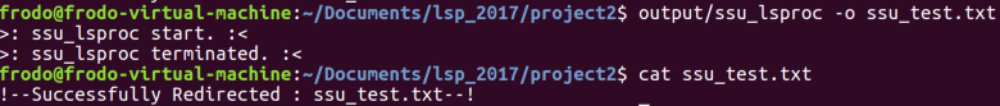 frodo@frodo-virtual-machine:~/Documents/lsp_2017/project2$ output/ssu_lsproc -o ssu_test.txt
>: ssu_lsproc start. :<
>: ssu_lsproc terminated. :<
frodo@frodo-virtual-machine:~/Documents/lsp_2017/project2$ cat ssu_test.txt
!--Successfully Redirected : ssu_test.txt--!